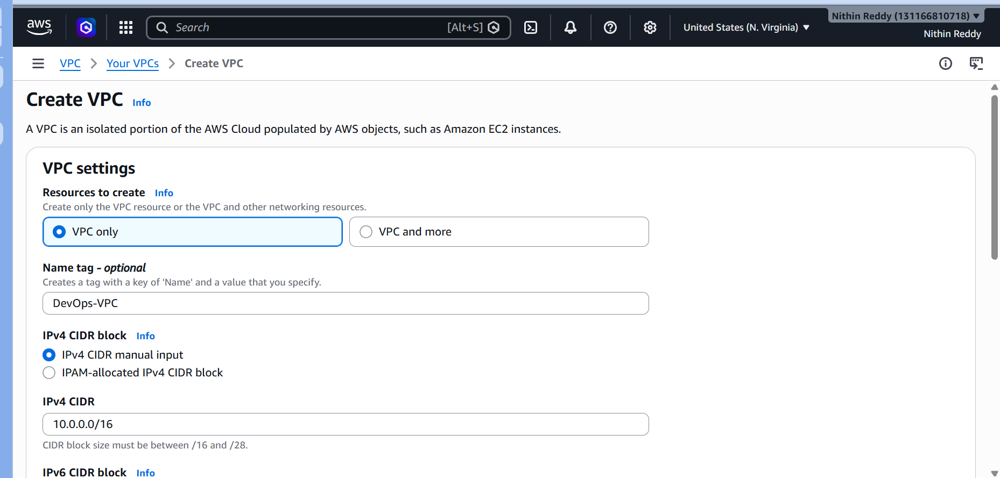 aws
Search [Alt+S]
United States (N. Virginia)
Nithin Reddy (131166810718)
Nithin Reddy
VPC > Your VPCs > Create VPC
Create VPC Info
A VPC is an isolated portion of the AWS Cloud populated by AWS objects, such as Amazon EC2 instances.
VPC settings
Resources to create Info
Create only the VPC resource or the VPC and other networking resources.
VPC only
VPC and more
Name tag - optional
Creates a tag with a key of 'Name' and a value that you specify.
DevOps-VPC
IPv4 CIDR block Info
IPv4 CIDR manual input
IPAM-allocated IPv4 CIDR block
IPv4 CIDR
10.0.0.0/16
CIDR block size must be between /16 and /28.
IPv6 CIDR block Info